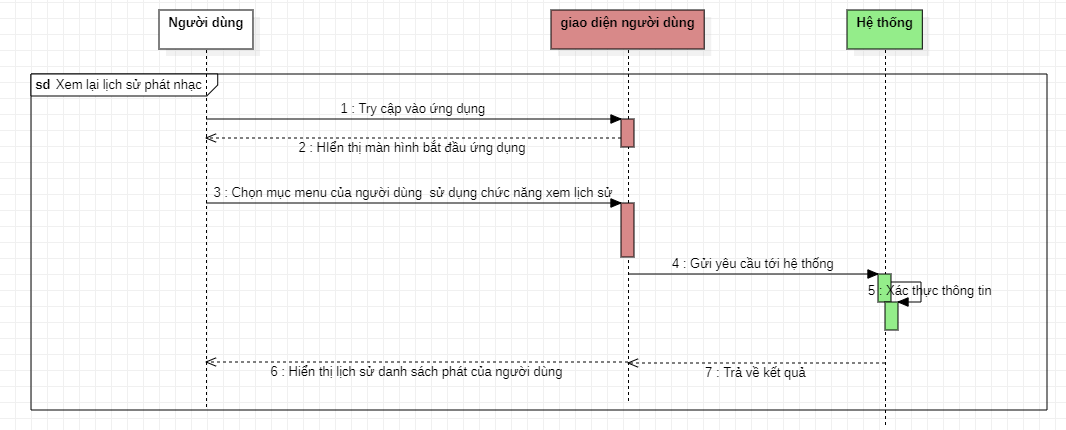 Người dùng
giao diện người dùng
Hệ thống
sd Xem lại lịch sử phát nhạc
1 : Try cập vào ứng dụng
2 : HIển thị màn hình bắt đầu ứng dụng
3 : Chọn mục menu của người dùng  sử dụng chức năng xem lịch sử
4 : Gửi yêu cầu tới hệ thống
5 : Xác thực thông tin
6 : Hiển thị lịch sử danh sách phát của người dùng
7 : Trả về kết quả